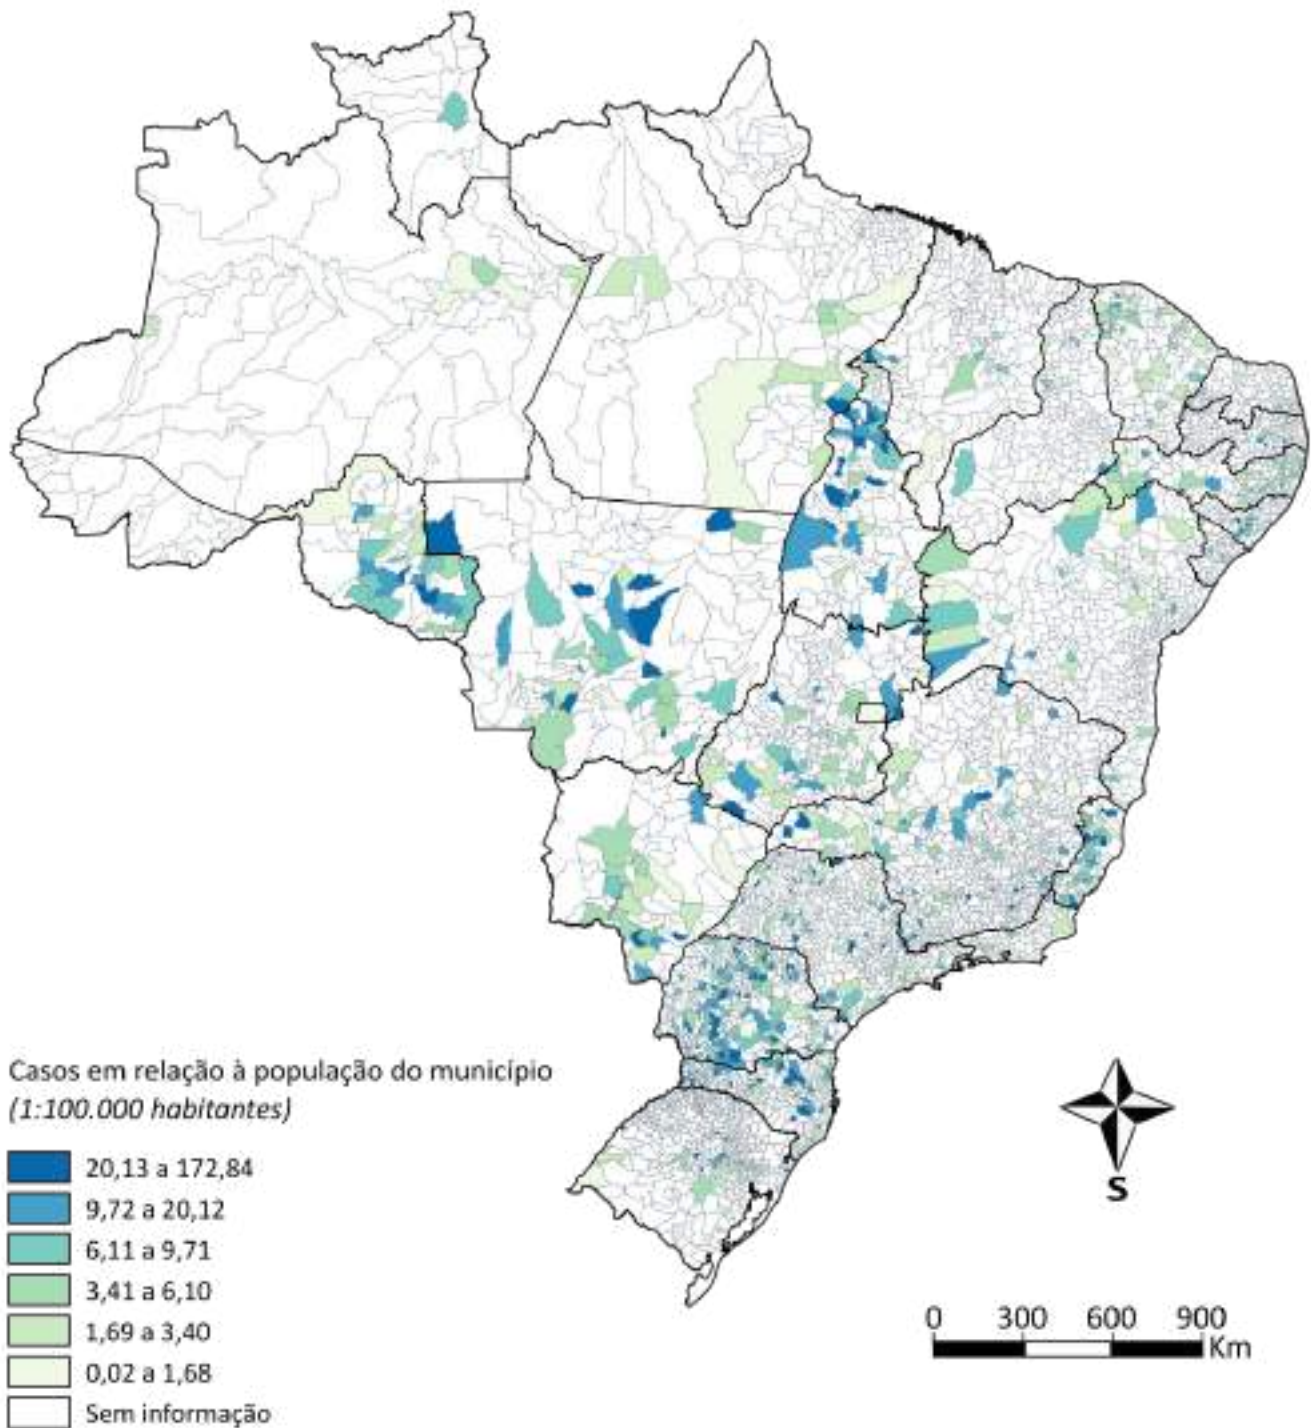 Casos em relação à população do município
(1:100.000 habitantes)
20,13 a 172,84
9,72 a 20,12
6,11 a 9,71
3,41 a 6,10
1,69 a 3,40
0,02 a 1,68
Sem informação
S
0 300 600 900
Km